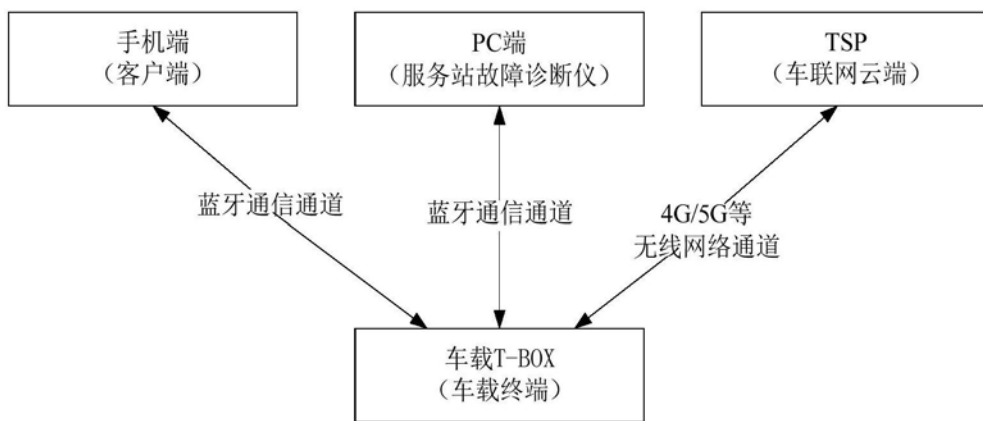 手机端
（客户端）
PC端
（服务站故障诊断仪）
TSP
（车联网云端）
蓝牙通信通道
蓝牙通信通道
4G/5G等
无线网络通道
车载T-BOX
（车载终端）